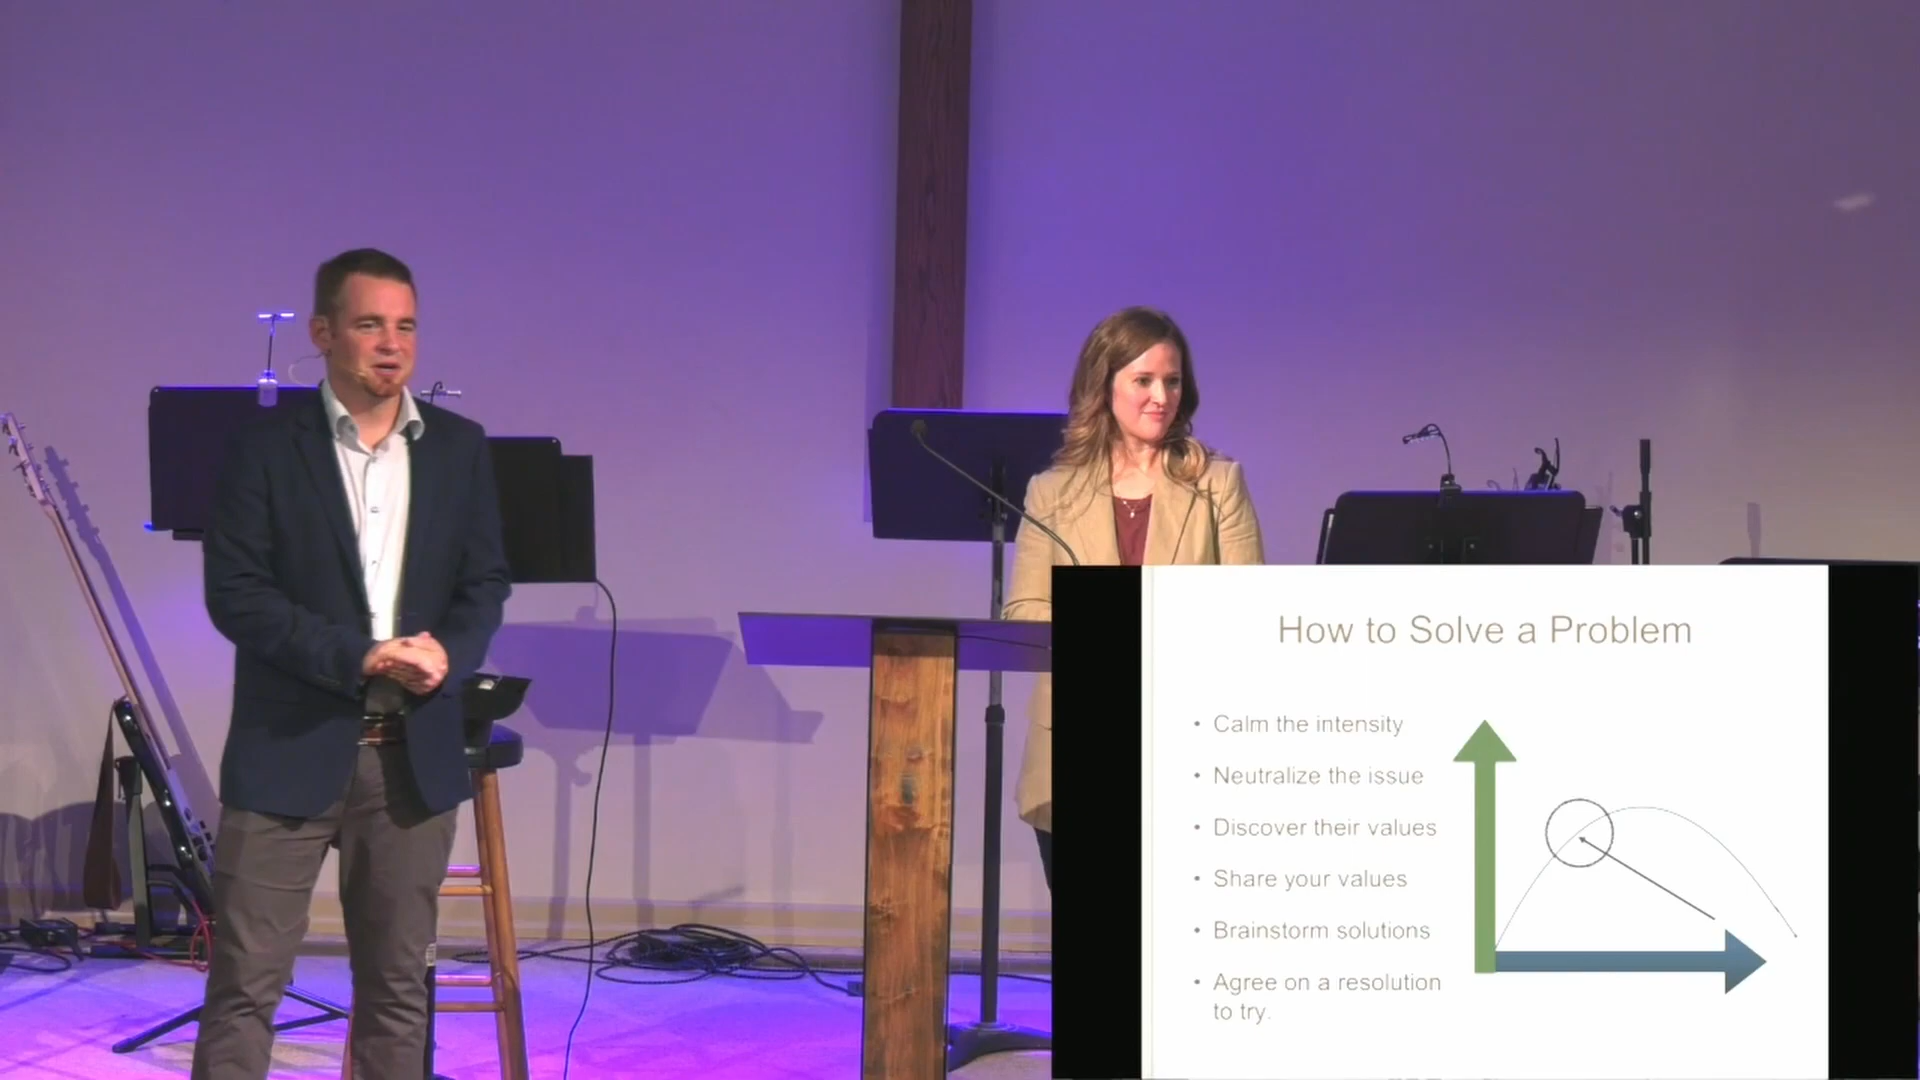 How to Solve a Problem
• Calm the intensity
• Neutralize the issue
• Discover their values
• Share your values
• Brainstorm solutions
• Agree on a resolution
to try.